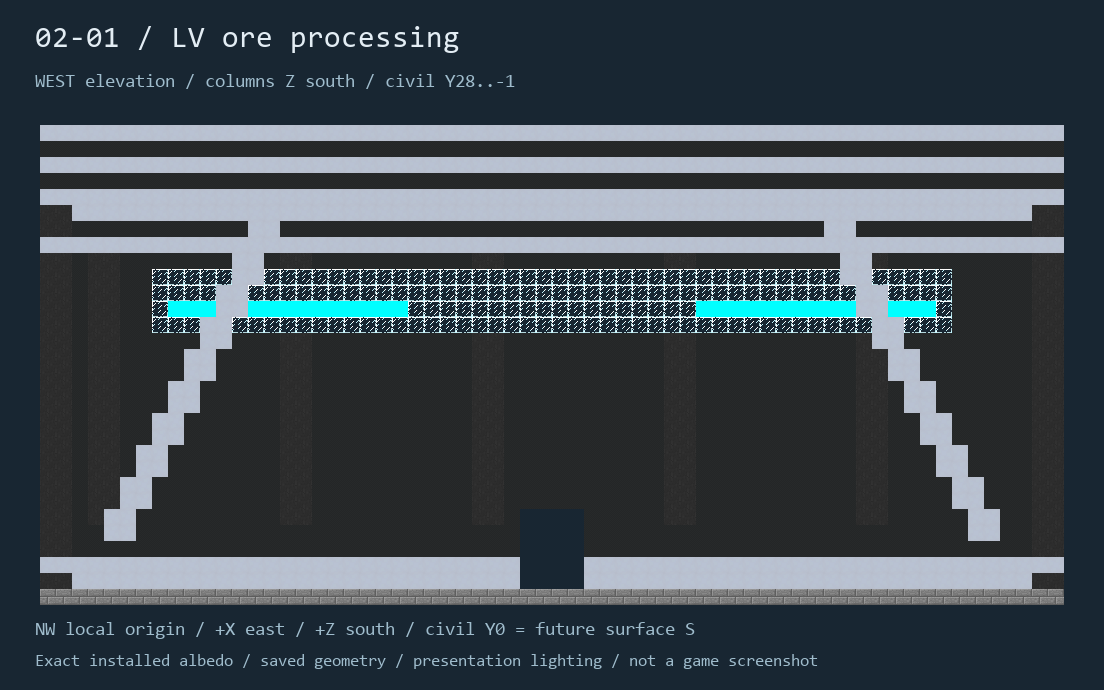 02-01 / LV ore processing
WEST elevation / columns Z south / civil Y28..-1
NW local origin / +X east / +Z south / civil Y0 = future surface S
Exact installed albedo / saved geometry / presentation lighting / not a game screenshot